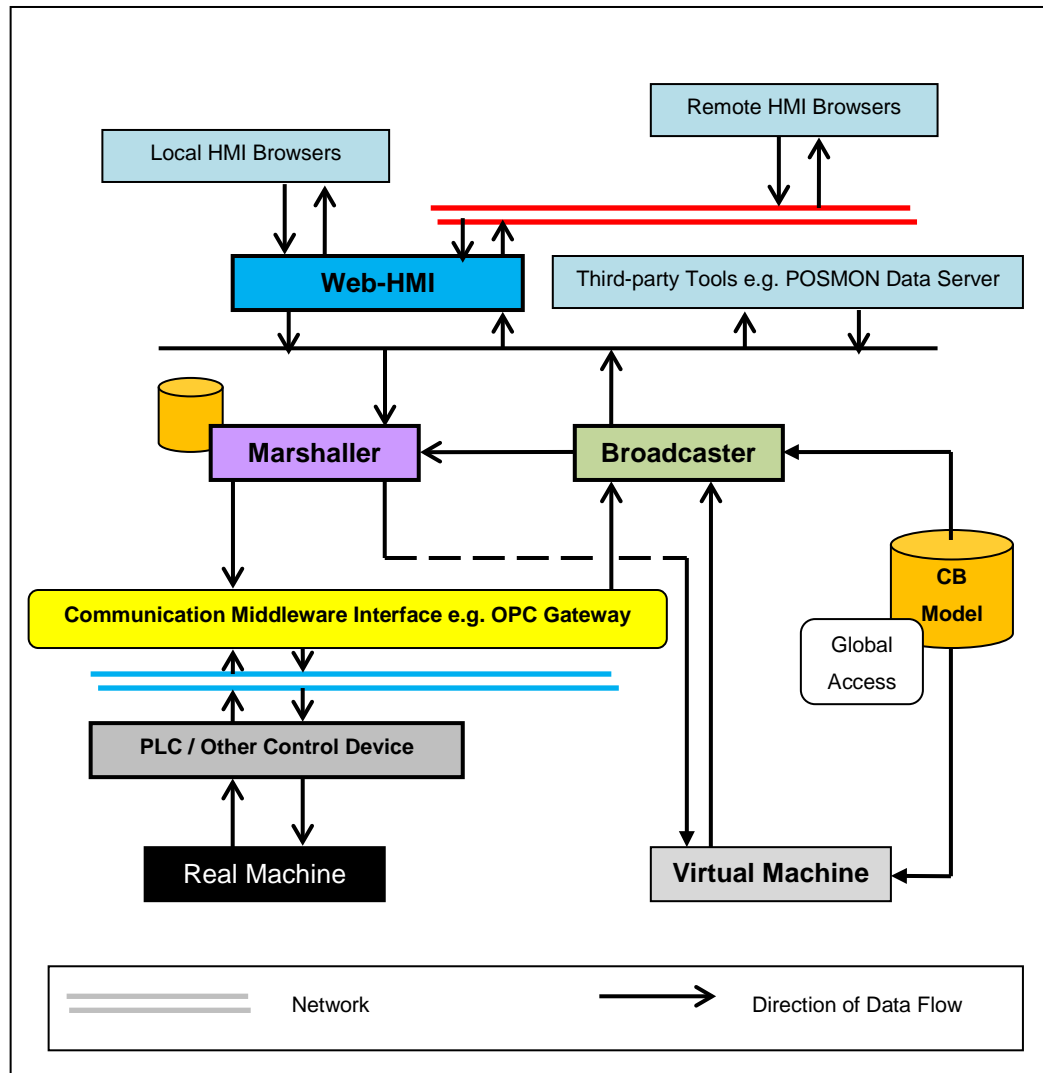 Remote HMI Browsers
Local HMI Browsers
Web-HMI
Third-party Tools e.g. POSMON Data Server
Marshaller
Broadcaster
CB
Model
Communication Middleware Interface e.g. OPC Gateway
Global
Access
PLC / Other Control Device
Real Machine
Virtual Machine
Network
Direction of Data Flow